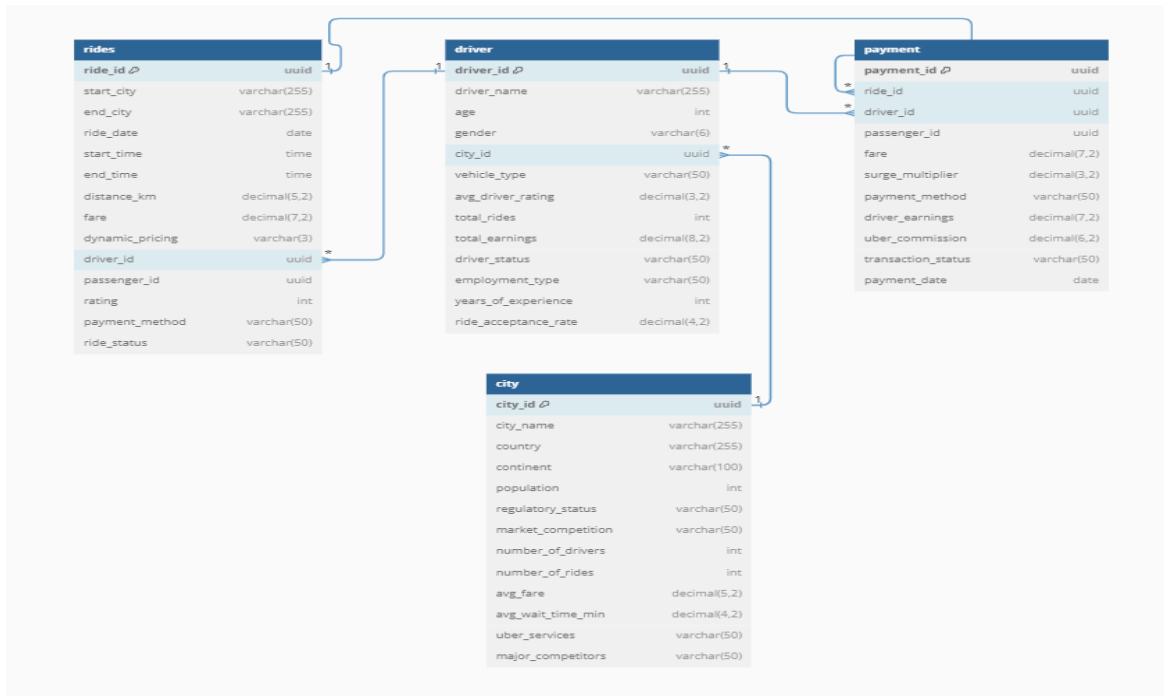 rides
ride_id uuid
start_city varchar(255)
end_city varchar(255)
ride_date date
start_time time
end_time time
distance_km decimal(5,2)
fare decimal(7,2)
dynamic_pricing varchar(3)
driver_id uuid
passenger_id uuid
rating int
payment_method varchar(50)
ride_status varchar(50)
1
*
driver
driver_id uuid
driver_name varchar(255)
age int
gender varchar(6)
city_id uuid
vehicle_type varchar(50)
avg_driver_rating decimal(3,2)
total_rides int
total_earnings decimal(8,2)
driver_status varchar(50)
employment_type varchar(50)
years_of_experience int
ride_acceptance_rate decimal(4,2)
1
1
*
payment
payment_id uuid
ride_id uuid
driver_id uuid
passenger_id uuid
fare decimal(7,2)
surge_multiplier decimal(3,2)
payment_method varchar(50)
driver_earnings decimal(7,2)
uber_commission decimal(6,2)
transaction_status varchar(50)
payment_date date
*
*
city
city_id uuid
city_name varchar(255)
country varchar(255)
continent varchar(100)
population int
regulatory_status varchar(50)
market_competition varchar(50)
number_of_drivers int
number_of_rides int
avg_fare decimal(5,2)
avg_wait_time_min decimal(4,2)
uber_services varchar(50)
major_competitors varchar(50)
1